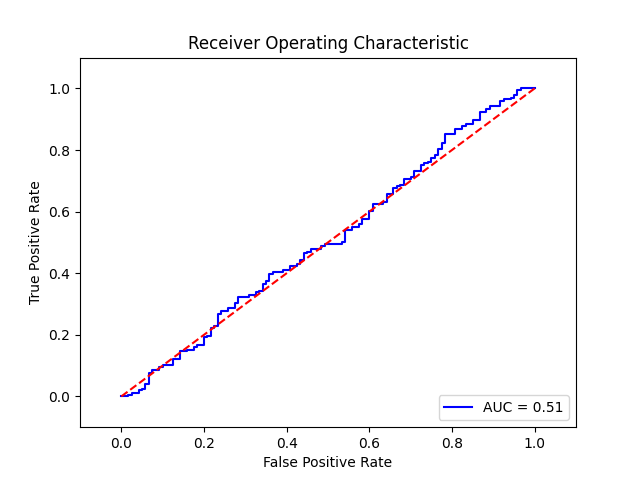 Receiver Operating Characteristic
True Positive Rate
1.0
0.8
0.6
0.4
0.2
0.0
AUC = 0.51
0.0 0.2 0.4 0.6 0.8 1.0
False Positive Rate